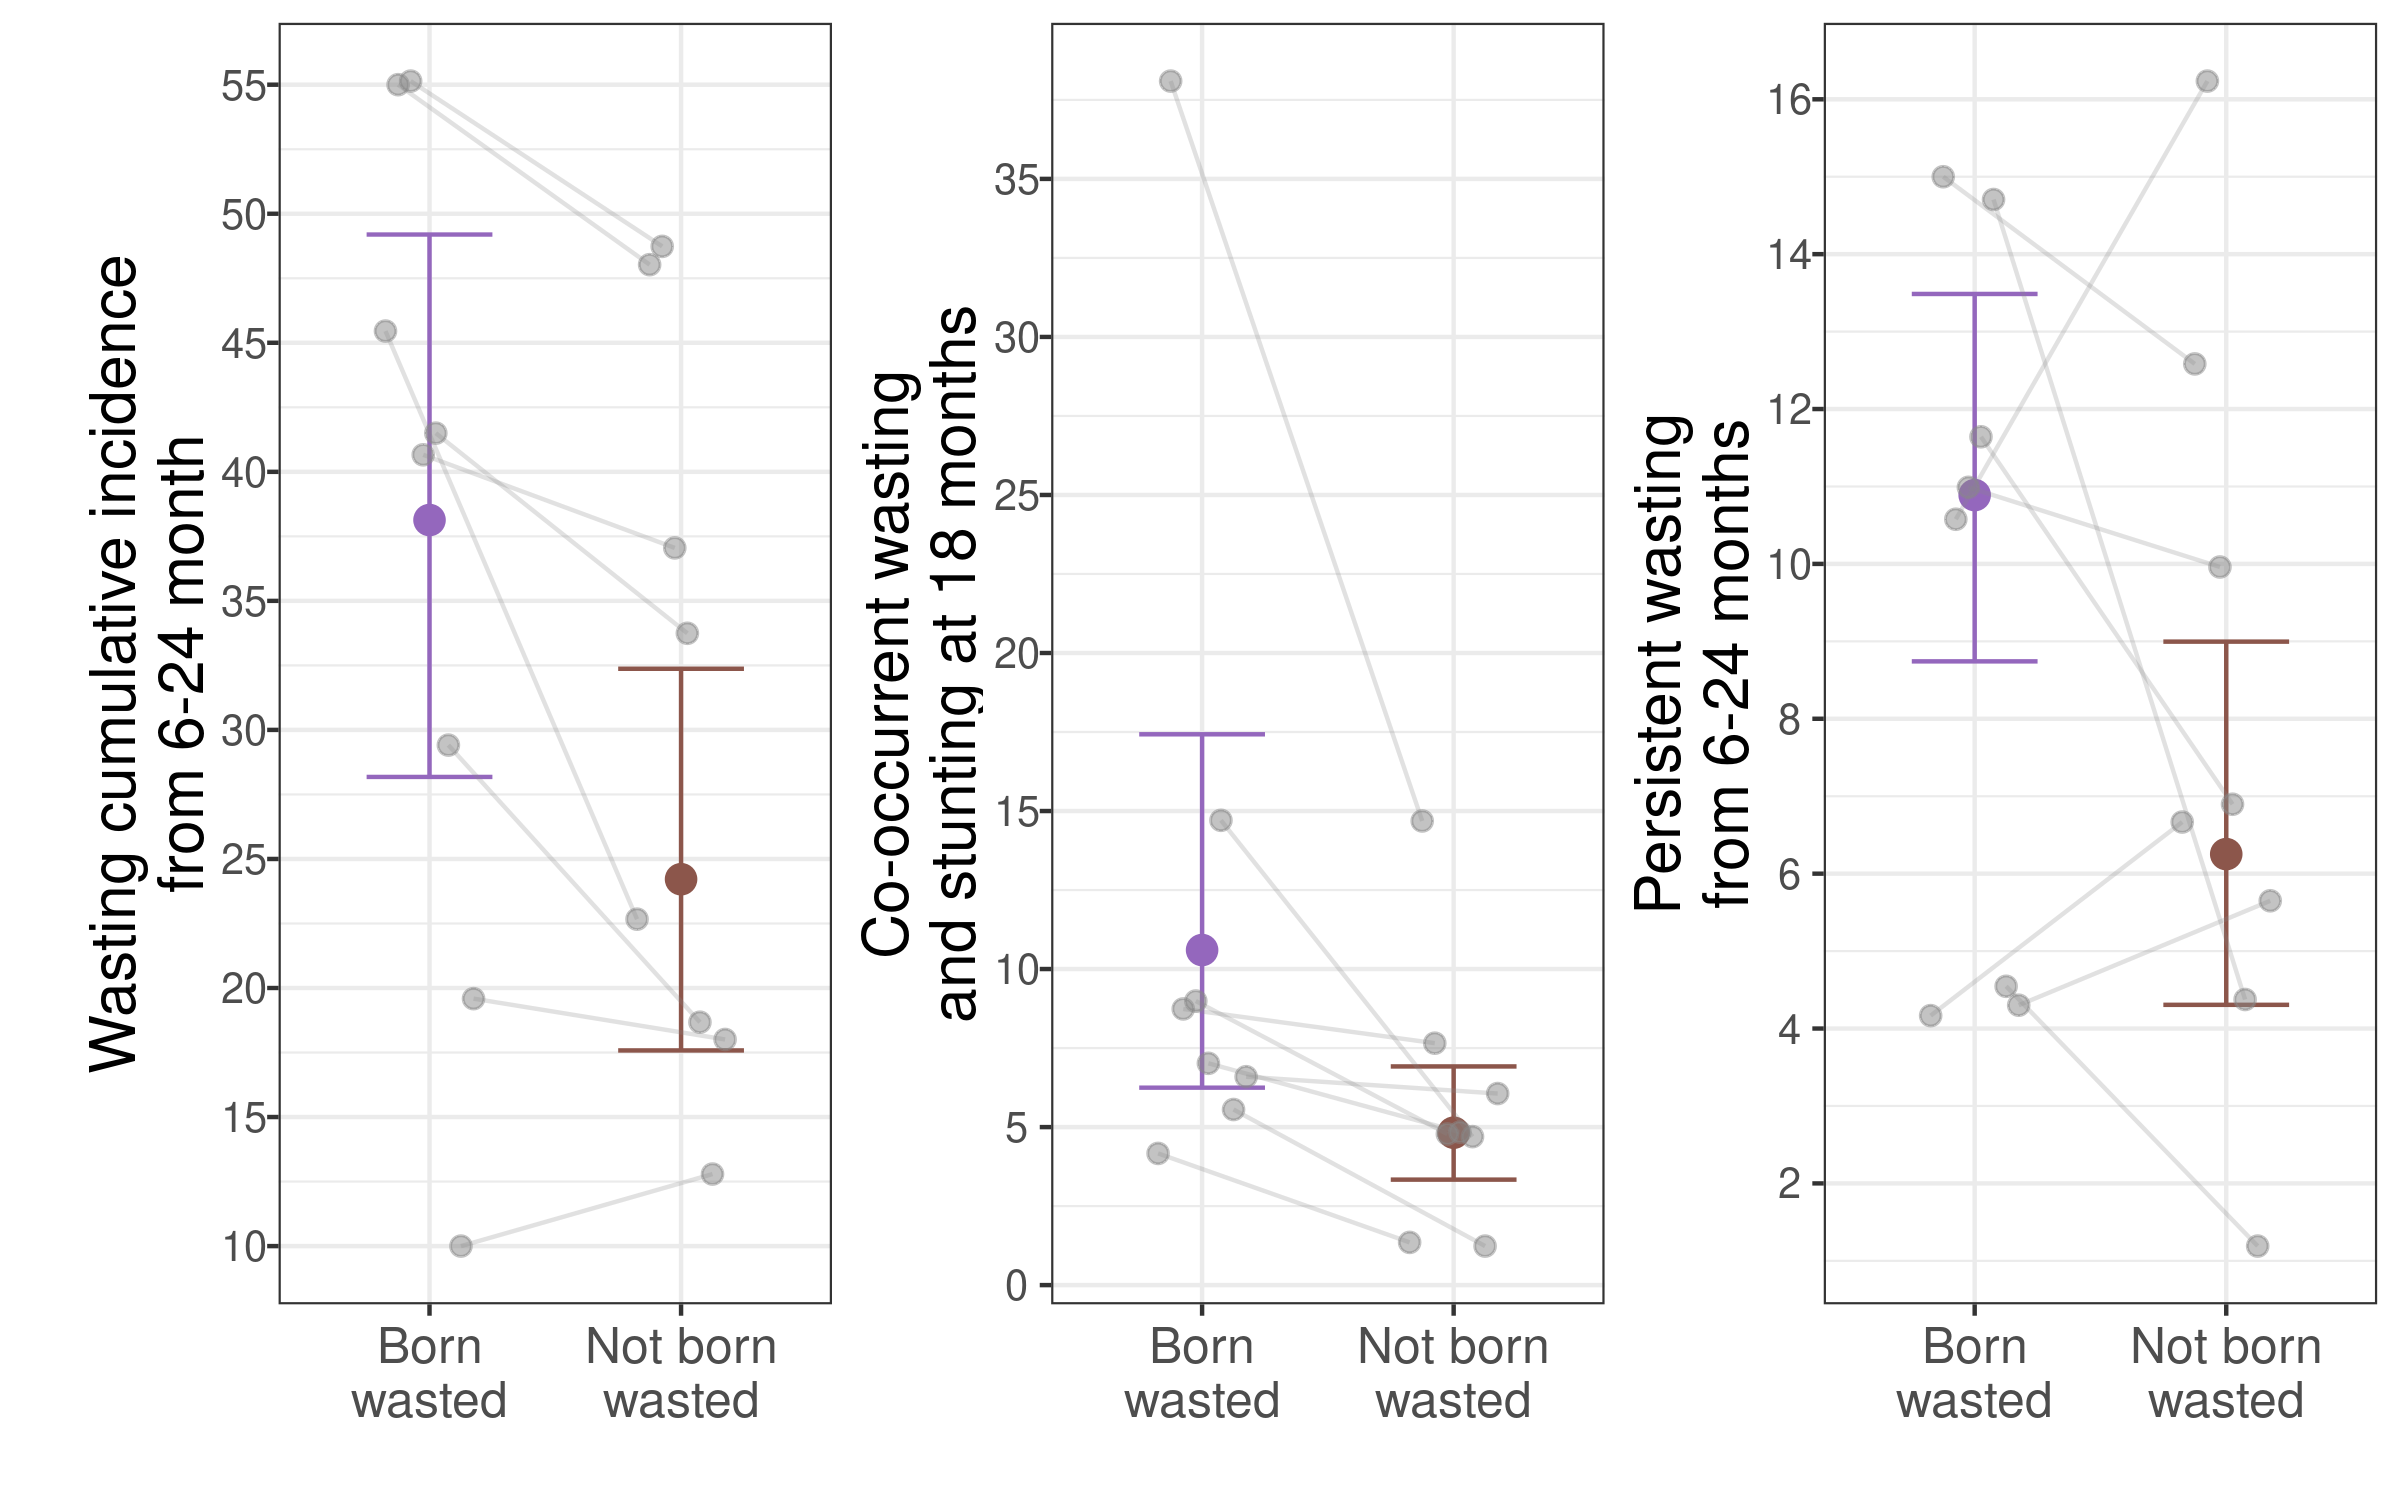 Wasting cumulative incidence
from 6-24 month
55
50
45
40
35
30
25
20
15
10
Born
wasted
Not born
wasted
Co-occurrent wasting
and stunting at 18 months
35
30
25
20
15
10
5
0
Born
wasted
Not born
wasted
Persistent wasting
from 6-24 months
16
14
12
10
8
6
4
2
Born
wasted
Not born
wasted